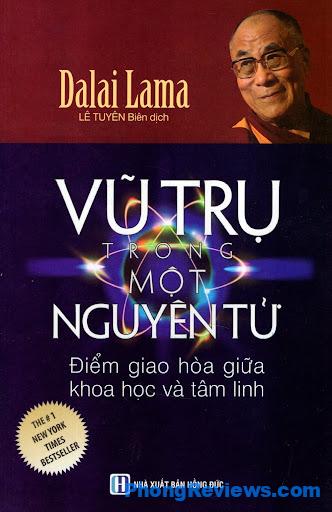 Dalai Lama
LÊ TUYÊN Biên dịch
VŨ TRỤ
TRONG
MỘT
NGUYÊN TỬ
Điểm giao hòa giữa
khoa học và tâm linh
THE #1
NEW YORK
TIMES
BESTSELLER
H NHÀ XUẤT BẢN HỒNG ĐỨC
PhongReviews.com